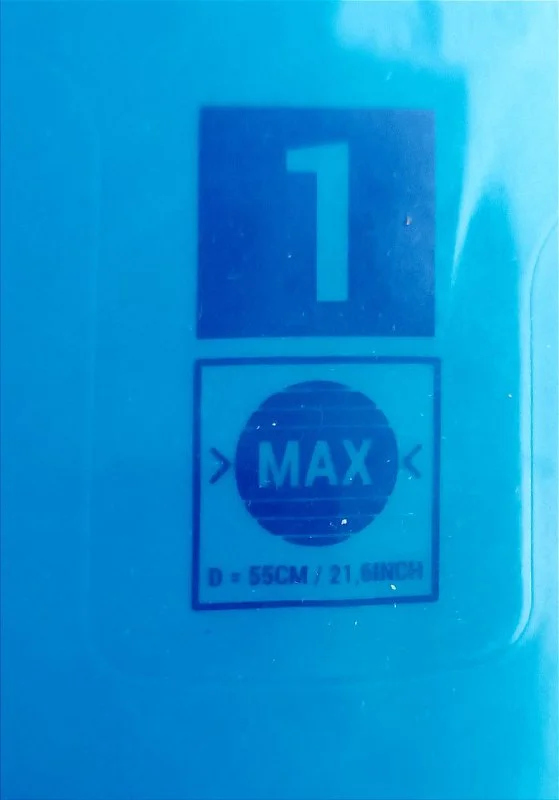 1
> MAX <
D = 55CM / 21,6INCH